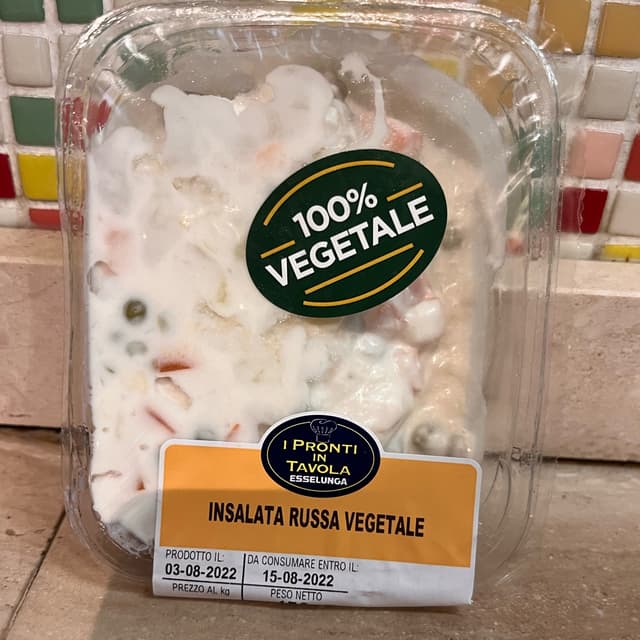 100%
VEGETALE
I PRONTI
IN
TAVOLA
ESSELUNGA
INSALATA RUSSA VEGETALE
PRODOTTO IL: DA CONSUMARE ENTRO IL:
03-08-2022 15-08-2022
PREZZO AL kg PESO NETTO